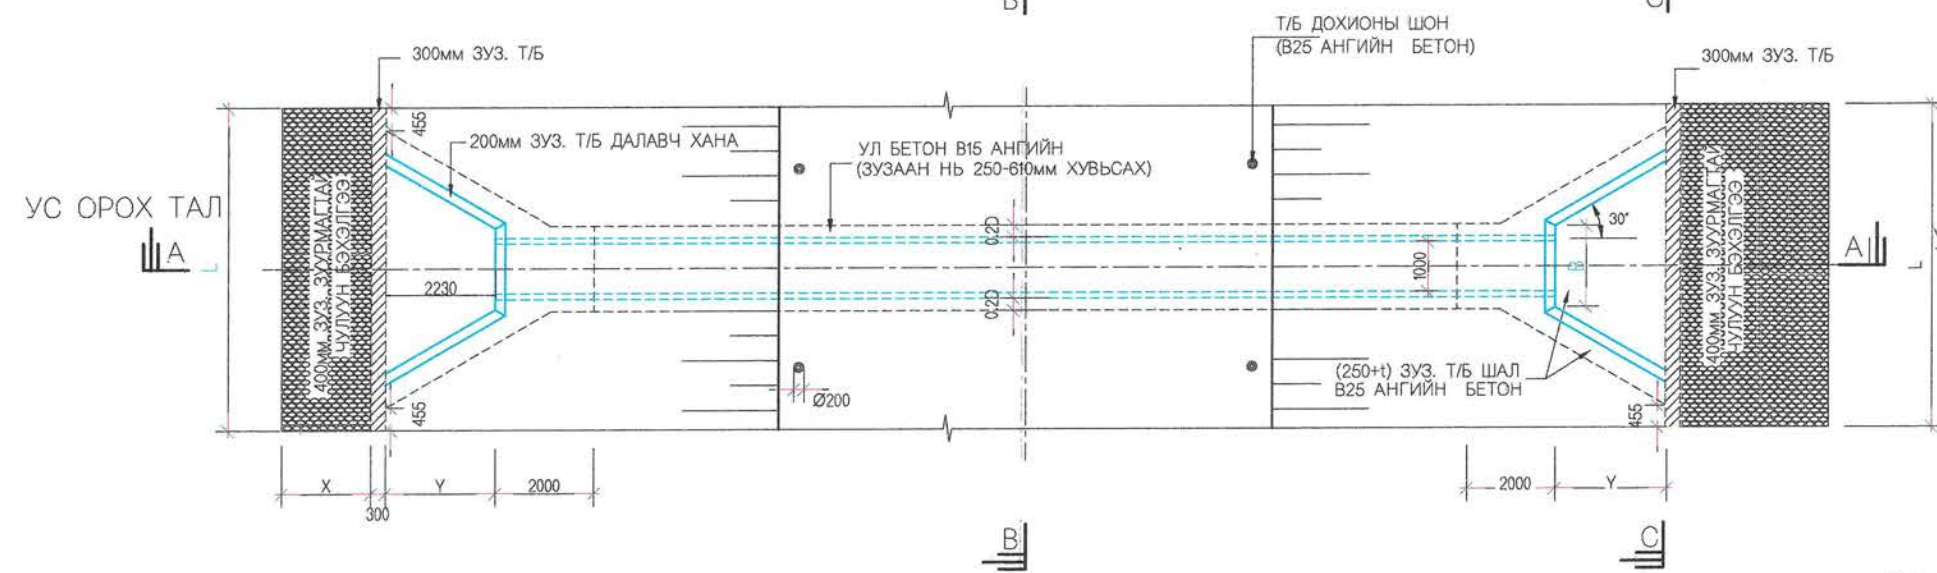 B
C
Т/Б ДОХИОНЫ ШОН
(В25 АНГИЙН БЕТОН)
300мм ЗУЗ. Т/Б
300мм ЗУЗ. Т/Б
455
200мм ЗУЗ. Т/Б ДАЛАВЧ ХАНА
УЛ БЕТОН В15 АНГИЙН
(ЗУЗААН НЬ 250-610мм ХУВЬСАХ)
УС ОРОХ ТАЛ
A
L
400мм ЗУЗ. ЗУУРМАГТАЙ
ЧУЛУУН БЭХЭЛГЭЭ
2230
0.2D
0.2D
1000
30°
B
400мм ЗУЗ. ЗУУРМАГТАЙ
ЧУЛУУН БЭХЭЛГЭЭ
A
L
(250+t) ЗУЗ. Т/Б ШАЛ
В25 АНГИЙН БЕТОН
Ø200
455
455
X
300
Y
2000
2000
Y
B
C